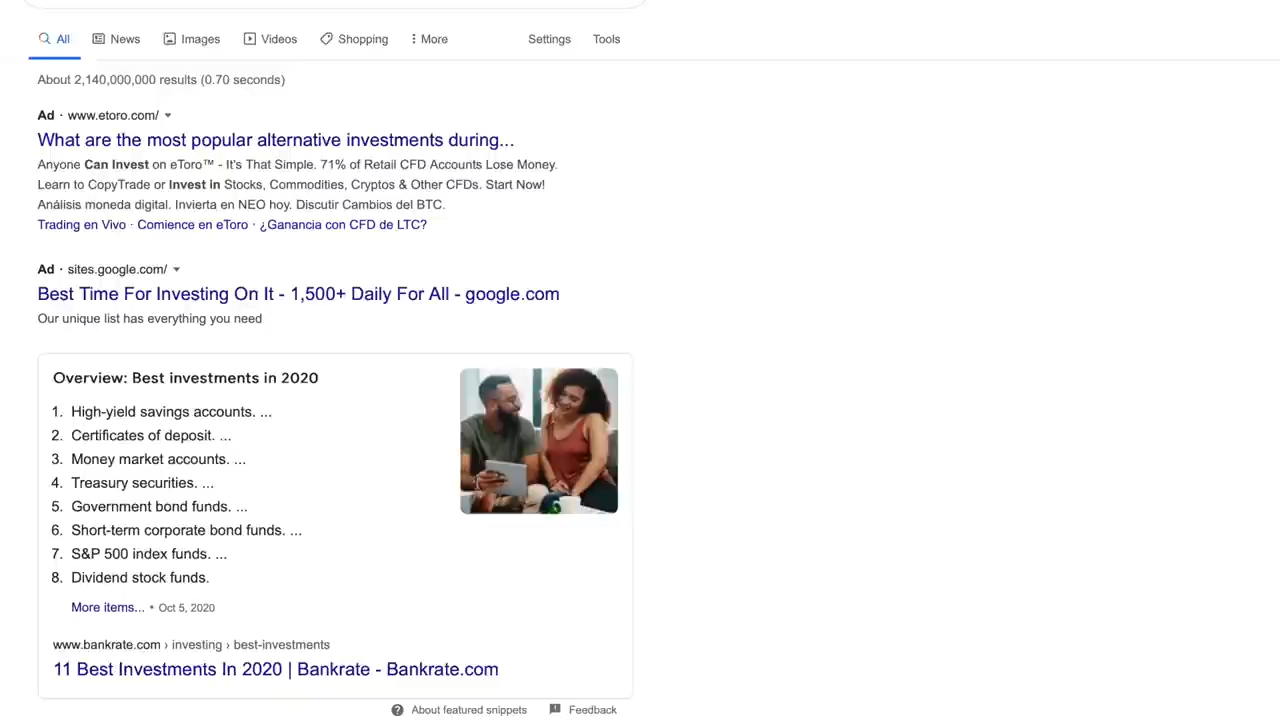 All News Images Videos Shopping More Settings Tools
About 2,140,000,000 results (0.70 seconds)
Ad · www.etoro.com/
What are the most popular alternative investments during...
Anyone Can Invest on eToro™ - It's That Simple. 71% of Retail CFD Accounts Lose Money.
Learn to CopyTrade or Invest in Stocks, Commodities, Cryptos & Other CFDs. Start Now!
Análisis moneda digital. Invierta en NEO hoy. Discutir Cambios del BTC.
Trading en Vivo · Comience en eToro · ¿Ganancia con CFD de LTC?
Ad · sites.google.com/
Best Time For Investing On It - 1,500+ Daily For All - google.com
Our unique list has everything you need
Overview: Best investments in 2020
1. High-yield savings accounts. ...
2. Certificates of deposit. ...
3. Money market accounts. ...
4. Treasury securities. ...
5. Government bond funds. ...
6. Short-term corporate bond funds. ...
7. S&P 500 index funds. ...
8. Dividend stock funds.
More items... • Oct 5, 2020
www.bankrate.com › investing › best-investments
11 Best Investments In 2020 | Bankrate - Bankrate.com
About featured snippets Feedback